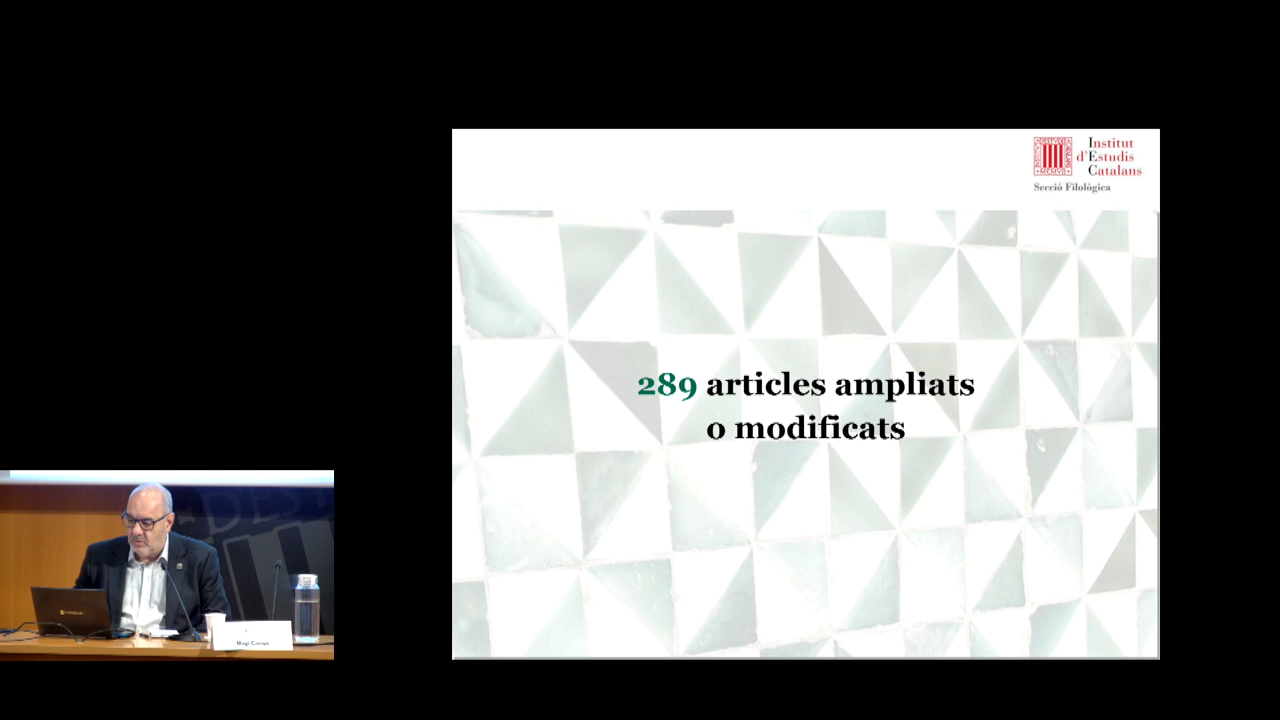 Institut
d'Estudis
Catalans
Secció Filològica
289 articles ampliats
o modificats